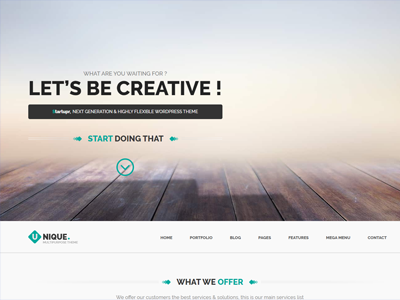 WHAT ARE YOU WAITING FOR ?
LET'S BE CREATIVE !
Startupr, NEXT GENERATION & HIGHLY FLEXIBLE WORDPRESS THEME
START DOING THAT
U NIQUE.
HOME PORTFOLIO BLOG PAGES FEATURES MEGA MENU CONTACT
WHAT WE OFFER
We offer our customers the best services & solutions, this is our main services list